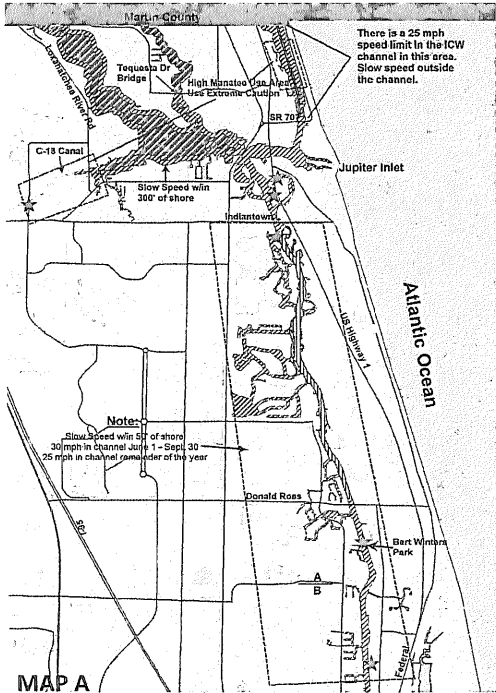 Martin County
There is a 25 mph
speed limit in the ICW
channel in this area.
Slow speed outside
the channel.
Loxahatchee River Rd
Tequesta Dr
Bridge
High Manatee Use Area
Use Extreme Caution
SR 707
C-18 Canal
Jupiter Inlet
Slow Speed w/in
300' of shore
Indiantown
Atlantic Ocean
US Highway 1
Note:
Slow Speed w/in 50' of shore
30 mph in channel June 1 - Sept. 30
25 mph in channel remainder of the year
Donald Ross
I-95
Bert Winters
Park
A
B
Federal
MAP A